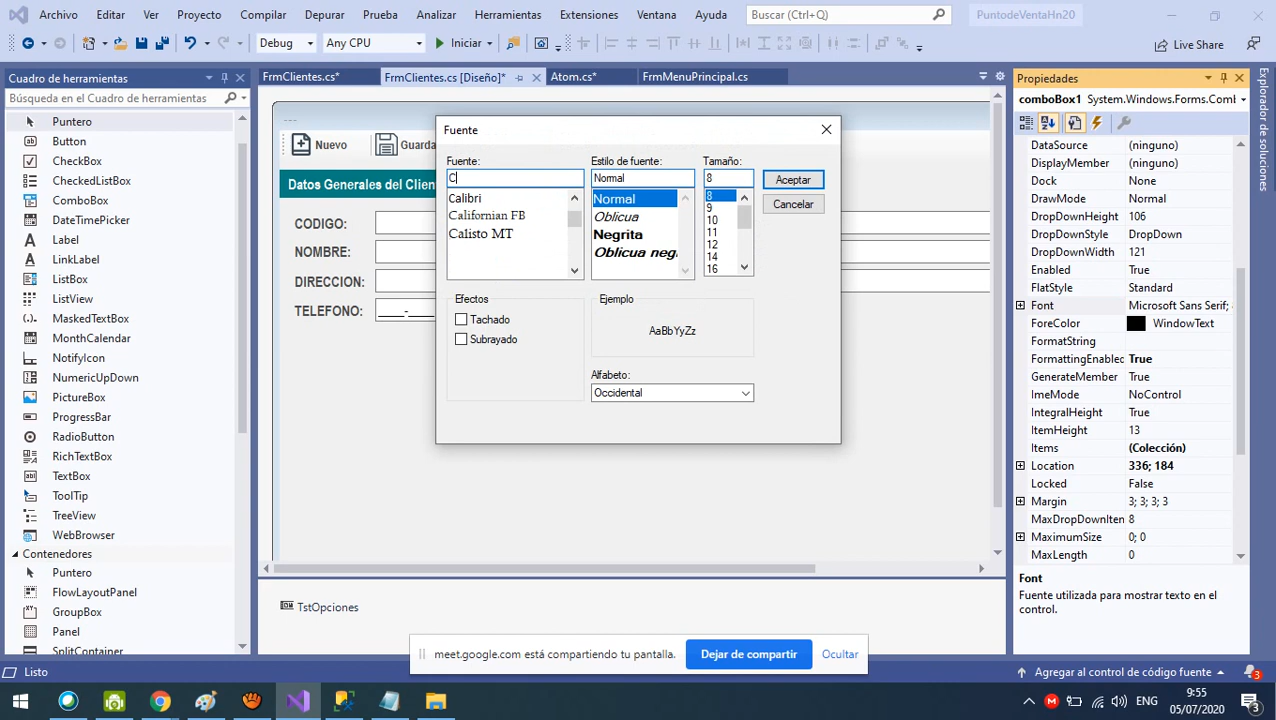 Archivo Editar Ver Proyecto Compilar Depurar Prueba Analizar Herramientas Extensiones Ventana Ayuda Buscar (Ctrl+Q) PuntodeVentaHn20
Debug Any CPU Iniciar Live Share
Cuadro de herramientas
Búsqueda en el Cuadro de herramientas
Puntero
Button
CheckBox
CheckedListBox
ComboBox
DateTimePicker
Label
LinkLabel
ListBox
ListView
MaskedTextBox
MonthCalendar
NotifyIcon
NumericUpDown
PictureBox
ProgressBar
RadioButton
RichTextBox
TextBox
ToolTip
TreeView
WebBrowser
Contenedores
Puntero
FlowLayoutPanel
GroupBox
Panel
SplitContainer
FrmClientes.cs* FrmClientes.cs [Diseño]* Atom.cs* FrmMenuPrincipal.cs
Nuevo Guarda
Datos Generales del Clien
CODIGO:
NOMBRE:
DIRECCION:
TELEFONO: ____-____
Fuente
Fuente: Estilo de fuente: Tamaño:
C Normal 8 Aceptar
Calibri Normal 8 Cancelar
Californian FB Oblicua 9
Calisto MT Negrita 10
Oblicua negr 11
12
14
16
Efectos Ejemplo
Tachado
Subrayado
AaBbYyZz
Alfabeto:
Occidental
TstOpciones
meet.google.com está compartiendo tu pantalla. Dejar de compartir Ocultar
Propiedades
comboBox1 System.Windows.Forms.Comb
DataSource (ninguno)
DisplayMember (ninguno)
Dock None
DrawMode Normal
DropDownHeight 106
DropDownStyle DropDown
DropDownWidth 121
Enabled True
FlatStyle Standard
Font Microsoft Sans Serif;
ForeColor WindowText
FormatString
FormattingEnabled True
GenerateMember True
ImeMode NoControl
IntegralHeight True
ItemHeight 13
Items (Colección)
Location 336; 184
Locked False
Margin 3; 3; 3; 3
MaxDropDownIten 8
MaximumSize 0; 0
MaxLength 0
Font
Fuente utilizada para mostrar texto en el
control.
Explorador de soluciones
Listo Agregar al control de código fuente 3
ENG 9:55
05/07/2020 3